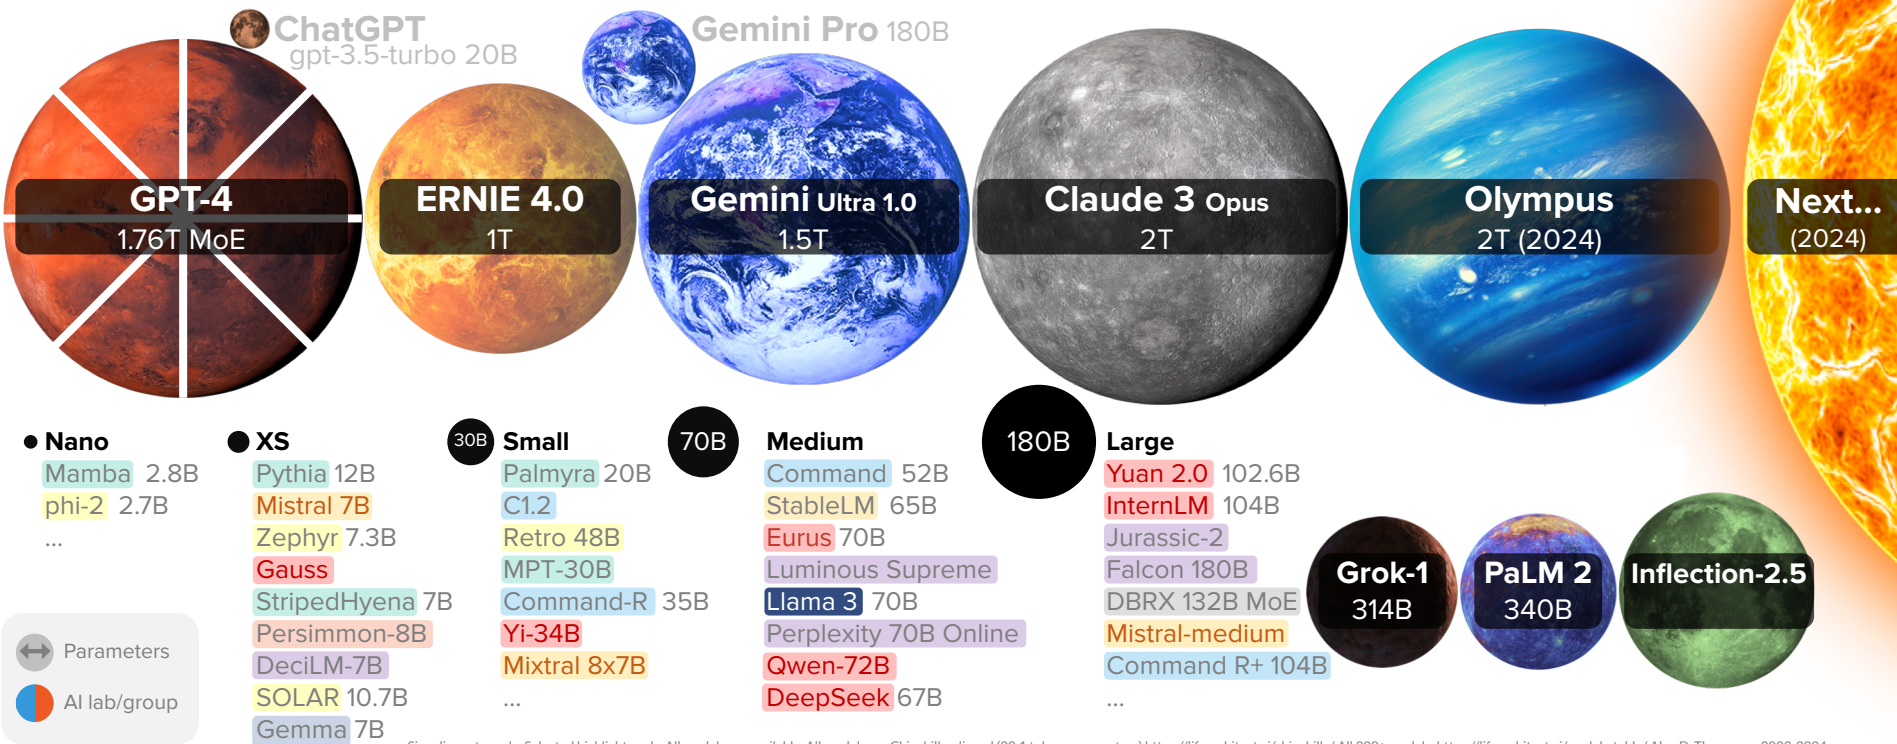 ChatGPT
gpt-3.5-turbo 20B
Gemini Pro 180B
GPT-4
1.76T MoE
ERNIE 4.0
1T
Gemini Ultra 1.0
1.5T
Claude 3 Opus
2T
Olympus
2T (2024)
Next...
(2024)
Nano
Mamba 2.8B
phi-2 2.7B
...
XS
Pythia 12B
Mistral 7B
Zephyr 7.3B
Gauss
StripedHyena 7B
Persimmon-8B
DeciLM-7B
SOLAR 10.7B
Gemma 7B
30B
Small
Palmyra 20B
C1.2
Retro 48B
MPT-30B
Command-R 35B
Yi-34B
Mixtral 8x7B
...
70B
Medium
Command 52B
StableLM 65B
Eurus 70B
Luminous Supreme
Llama 3 70B
Perplexity 70B Online
Qwen-72B
DeepSeek 67B
180B
Large
Yuan 2.0 102.6B
InternLM 104B
Jurassic-2
Falcon 180B
DBRX 132B MoE
Mistral-medium
Command R+ 104B
...
Grok-1
314B
PaLM 2
340B
Inflection-2.5
Parameters
AI lab/group